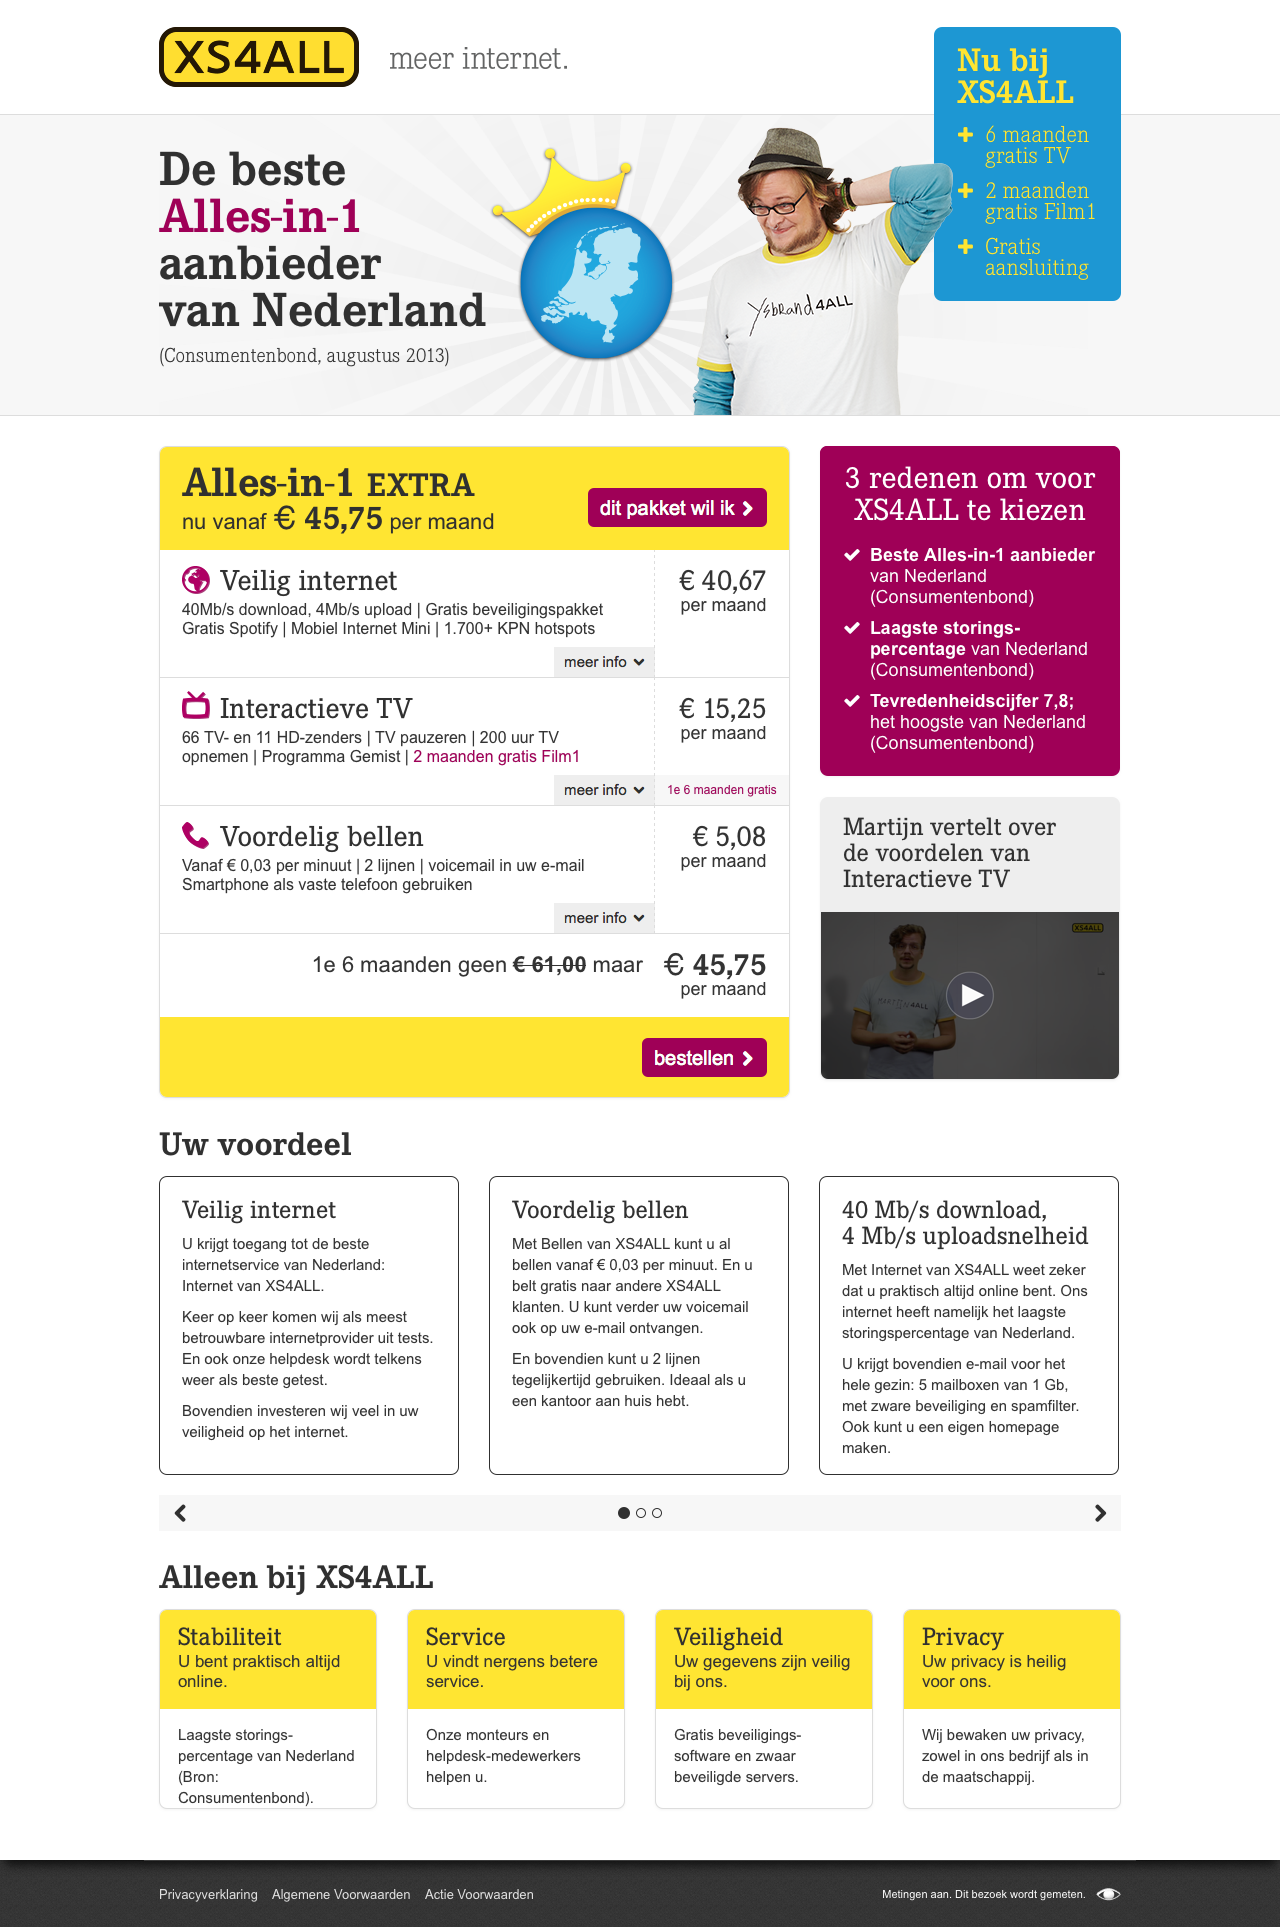 XS4ALL
meer internet.
Nu bij
XS4ALL
6 maanden
gratis TV
2 maanden
gratis Film1
Gratis
aansluiting
De beste
Alles-in-1
aanbieder
van Nederland
(Consumentenbond, augustus 2013)
Ysbrand4ALL
Alles-in-1 EXTRA
nu vanaf € 45,75 per maand
dit pakket wil ik
Veilig internet
€ 40,67
per maand
40Mb/s download, 4Mb/s upload | Gratis beveiligingspakket
Gratis Spotify | Mobiel Internet Mini | 1.700+ KPN hotspots
meer info
Interactieve TV
€ 15,25
per maand
66 TV- en 11 HD-zenders | TV pauzeren | 200 uur TV
opnemen | Programma Gemist | 2 maanden gratis Film1
meer info
1e 6 maanden gratis
Voordelig bellen
€ 5,08
per maand
Vanaf € 0,03 per minuut | 2 lijnen | voicemail in uw e-mail
Smartphone als vaste telefoon gebruiken
meer info
1e 6 maanden geen € 61,00 maar € 45,75
per maand
bestellen
3 redenen om voor
XS4ALL te kiezen
Beste Alles-in-1 aanbieder
van Nederland
(Consumentenbond)
Laagste storings-
percentage van Nederland
(Consumentenbond)
Tevredenheidscijfer 7,8;
het hoogste van Nederland
(Consumentenbond)
Martijn vertelt over
de voordelen van
Interactieve TV
XS4ALL
MARTIJN4ALL
Uw voordeel
Veilig internet
U krijgt toegang tot de beste
internetservice van Nederland:
Internet van XS4ALL.
Keer op keer komen wij als meest
betrouwbare internetprovider uit tests.
En ook onze helpdesk wordt telkens
weer als beste getest.
Bovendien investeren wij veel in uw
veiligheid op het internet.
Voordelig bellen
Met Bellen van XS4ALL kunt u al
bellen vanaf € 0,03 per minuut. En u
belt gratis naar andere XS4ALL
klanten. U kunt verder uw voicemail
ook op uw e-mail ontvangen.
En bovendien kunt u 2 lijnen
tegelijkertijd gebruiken. Ideaal als u
een kantoor aan huis hebt.
40 Mb/s download,
4 Mb/s uploadsnelheid
Met Internet van XS4ALL weet zeker
dat u praktisch altijd online bent. Ons
internet heeft namelijk het laagste
storingspercentage van Nederland.
U krijgt bovendien e-mail voor het
hele gezin: 5 mailboxen van 1 Gb,
met zware beveiliging en spamfilter.
Ook kunt u een eigen homepage
maken.
Alleen bij XS4ALL
Stabiliteit
U bent praktisch altijd
online.
Laagste storings-
percentage van Nederland
(Bron:
Consumentenbond).
Service
U vindt nergens betere
service.
Onze monteurs en
helpdesk-medewerkers
helpen u.
Veiligheid
Uw gegevens zijn veilig
bij ons.
Gratis beveiligings-
software en zwaar
beveiligde servers.
Privacy
Uw privacy is heilig
voor ons.
Wij bewaken uw privacy,
zowel in ons bedrijf als in
de maatschappij.
Privacyverklaring Algemene Voorwaarden Actie Voorwaarden
Metingen aan. Dit bezoek wordt gemeten.